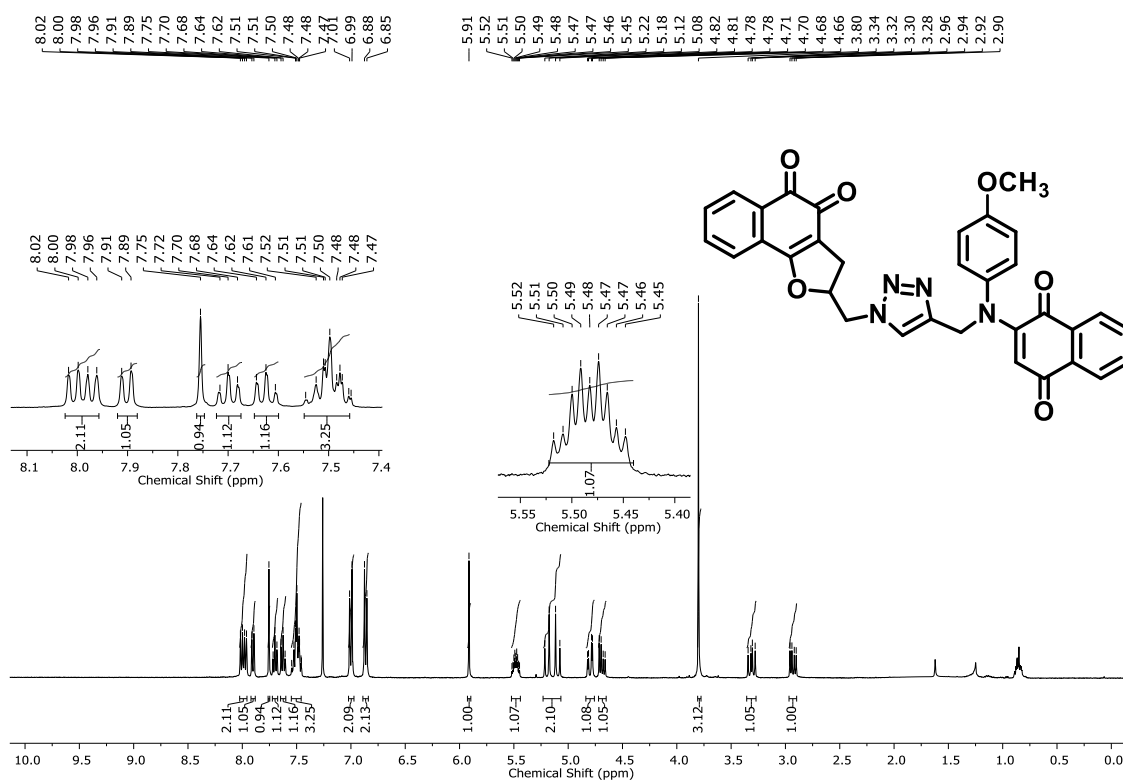 8.02 8.00 7.98 7.96 7.91 7.89 7.75 7.70 7.68 7.64 7.62 7.51 7.51 7.50 7.48 7.48 7.47 7.01 6.99 6.88 6.85 5.91 5.52 5.51 5.50 5.49 5.48 5.47 5.47 5.46 5.45 5.22 5.18 5.12 5.08 4.82 4.81 4.78 4.78 4.71 4.70 4.68 4.66 3.80 3.34 3.32 3.30 3.28 2.96 2.94 2.92 2.90
O
O
OCH3
O
N
N
N
N
N
O
O
8.02 8.00 7.98 7.96 7.91 7.89 7.75 7.72 7.70 7.68 7.64 7.62 7.61 7.52 7.51 7.51 7.50 7.48 7.48 7.47
2.11 1.05 0.94 1.12 1.16 3.25
8.1 8.0 7.9 7.8 7.7 7.6 7.5 7.4
Chemical Shift (ppm)
5.52 5.51 5.50 5.49 5.48 5.47 5.47 5.46 5.45
1.07
5.55 5.50 5.45 5.40
Chemical Shift (ppm)
2.11 1.05 0.94 1.12 1.16 3.25 2.09 2.13 1.00 1.07 2.10 1.08 1.05 3.12 1.05 1.00
10.0 9.5 9.0 8.5 8.0 7.5 7.0 6.5 6.0 5.5 5.0 4.5 4.0 3.5 3.0 2.5 2.0 1.5 1.0 0.5 0.0
Chemical Shift (ppm)